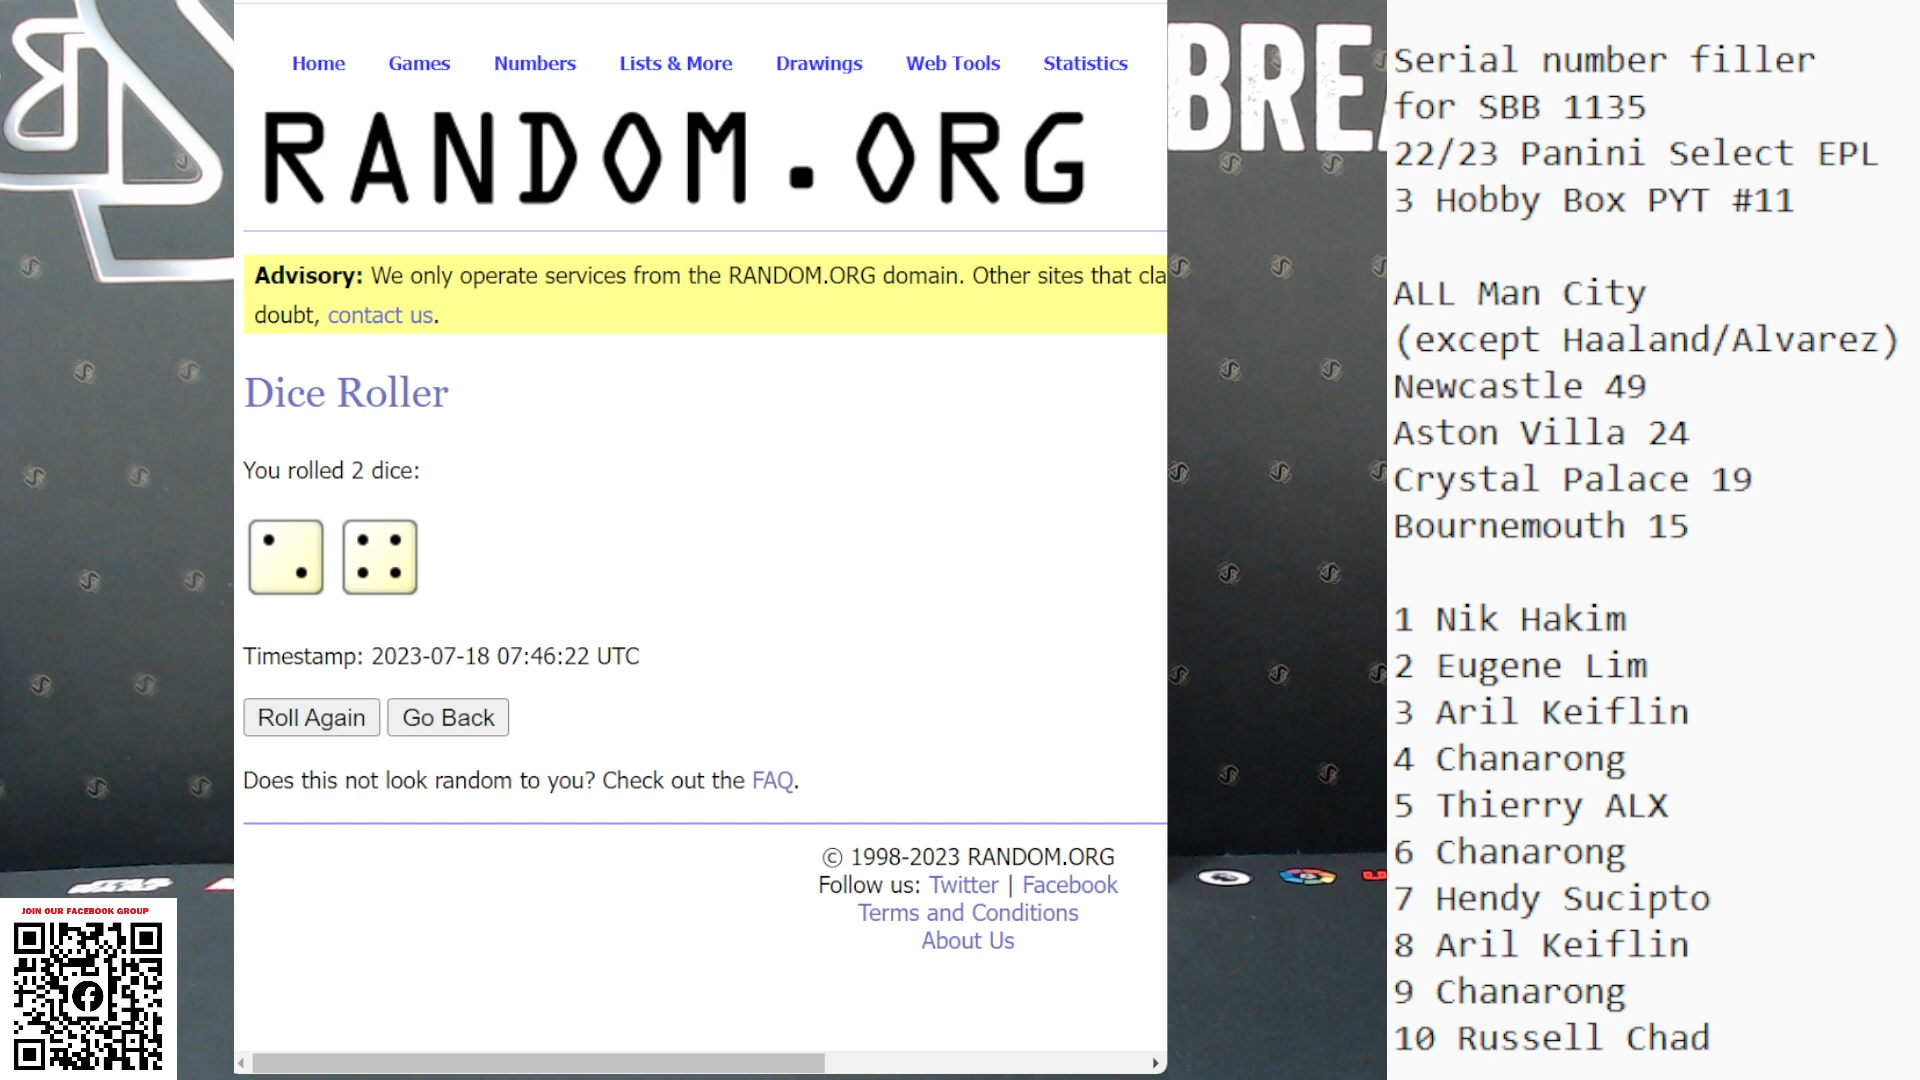 Home Games Numbers Lists & More Drawings Web Tools Statistics
RANDOM.ORG
Advisory: We only operate services from the RANDOM.ORG domain. Other sites that cla
doubt, contact us.
Dice Roller
You rolled 2 dice:
Timestamp: 2023-07-18 07:46:22 UTC
Roll Again Go Back
Does this not look random to you? Check out the FAQ.
© 1998-2023 RANDOM.ORG
Follow us: Twitter | Facebook
Terms and Conditions
About Us
JOIN OUR FACEBOOK GROUP
STAR WARS
BREA
Serial number filler
for SBB 1135
22/23 Panini Select EPL
3 Hobby Box PYT #11
ALL Man City
(except Haaland/Alvarez)
Newcastle 49
Aston Villa 24
Crystal Palace 19
Bournemouth 15
1 Nik Hakim
2 Eugene Lim
3 Aril Keiflin
4 Chanarong
5 Thierry ALX
6 Chanarong
7 Hendy Sucipto
8 Aril Keiflin
9 Chanarong
10 Russell Chad